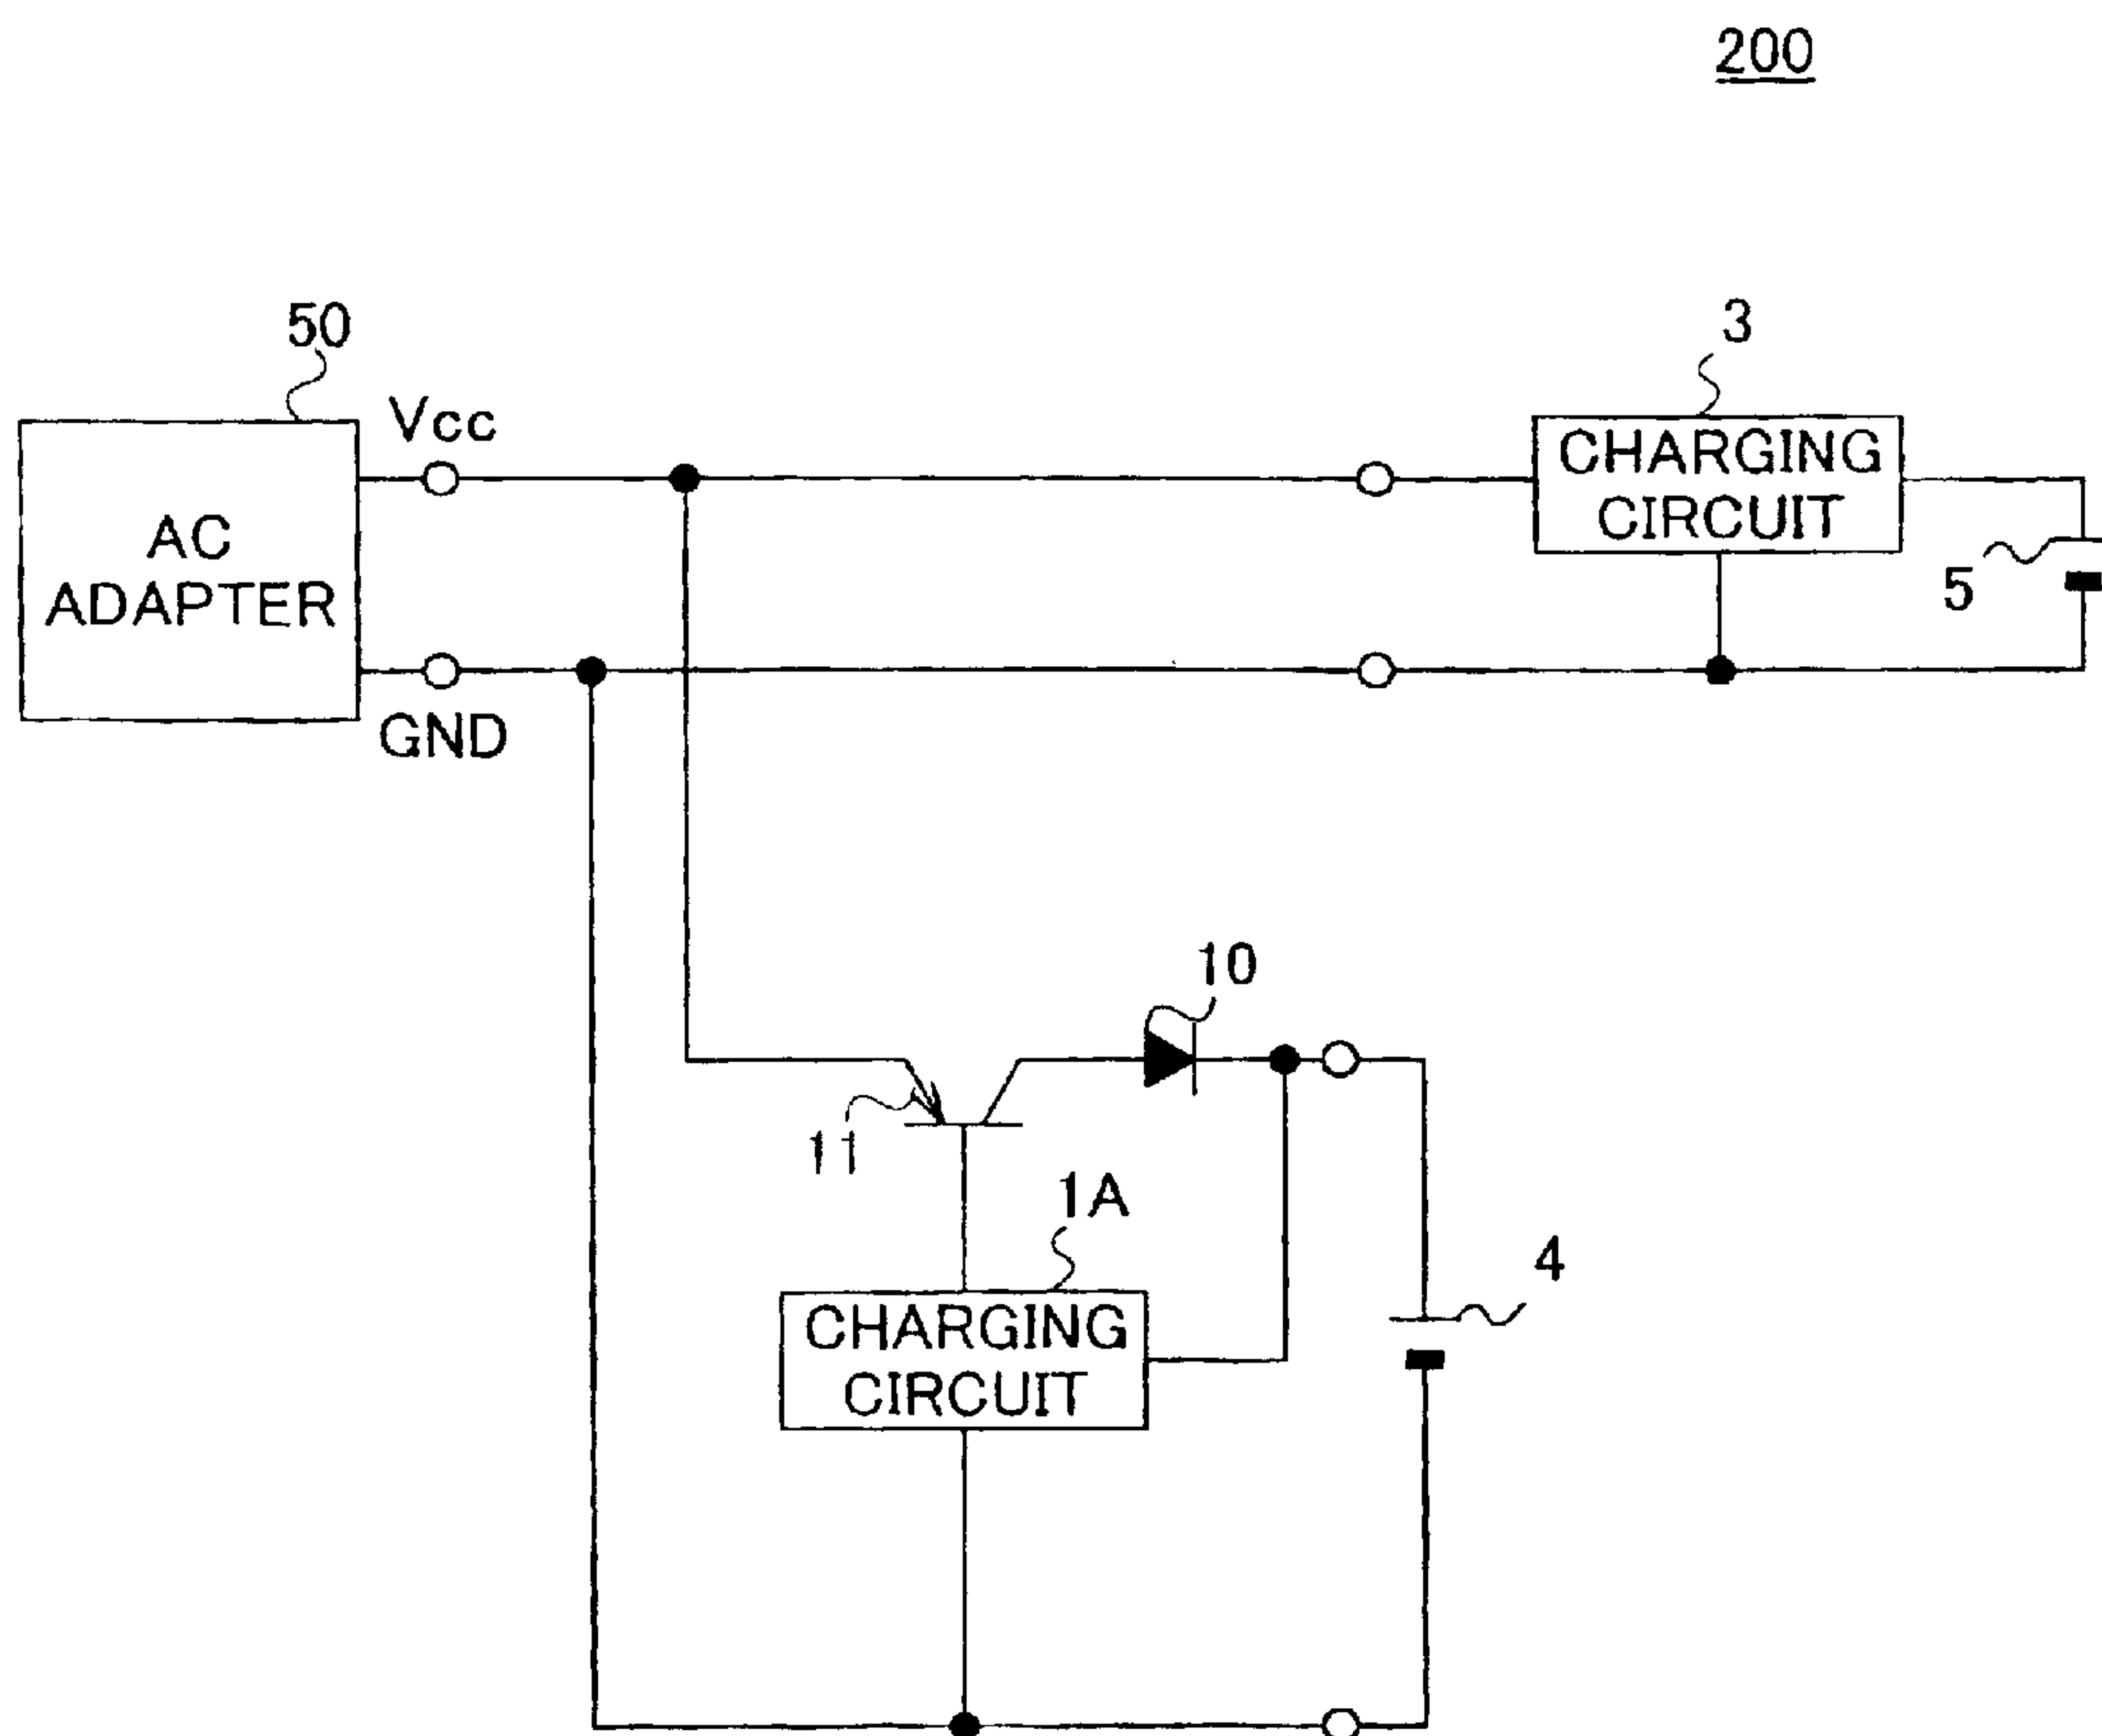 200
50
3
Vcc
CHARGING
CIRCUIT
AC
ADAPTER
5
GND
10
11
1A
4
CHARGING
CIRCUIT